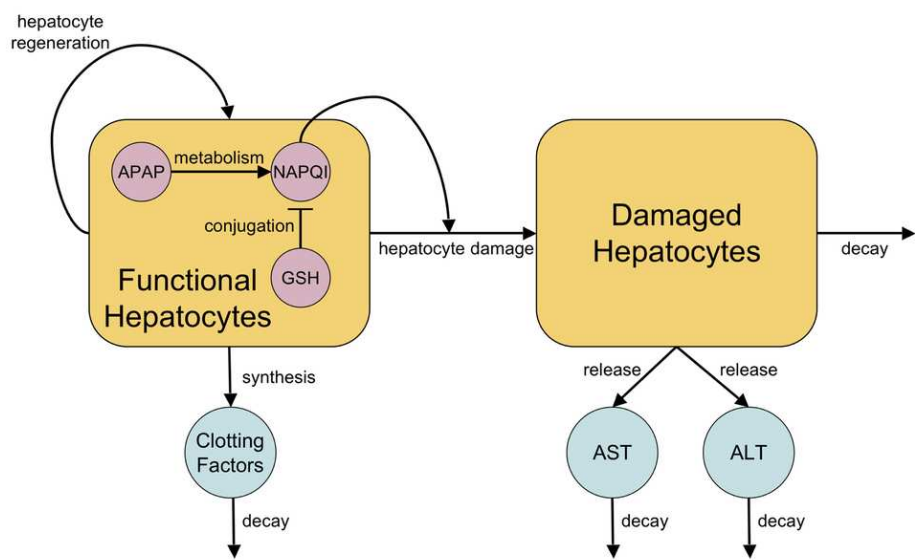 hepatocyte
regeneration
APAP
metabolism
NAPQI
conjugation
GSH
Functional
Hepatocytes
hepatocyte damage
Damaged
Hepatocytes
decay
synthesis
release
release
Clotting
Factors
AST
ALT
decay
decay
decay